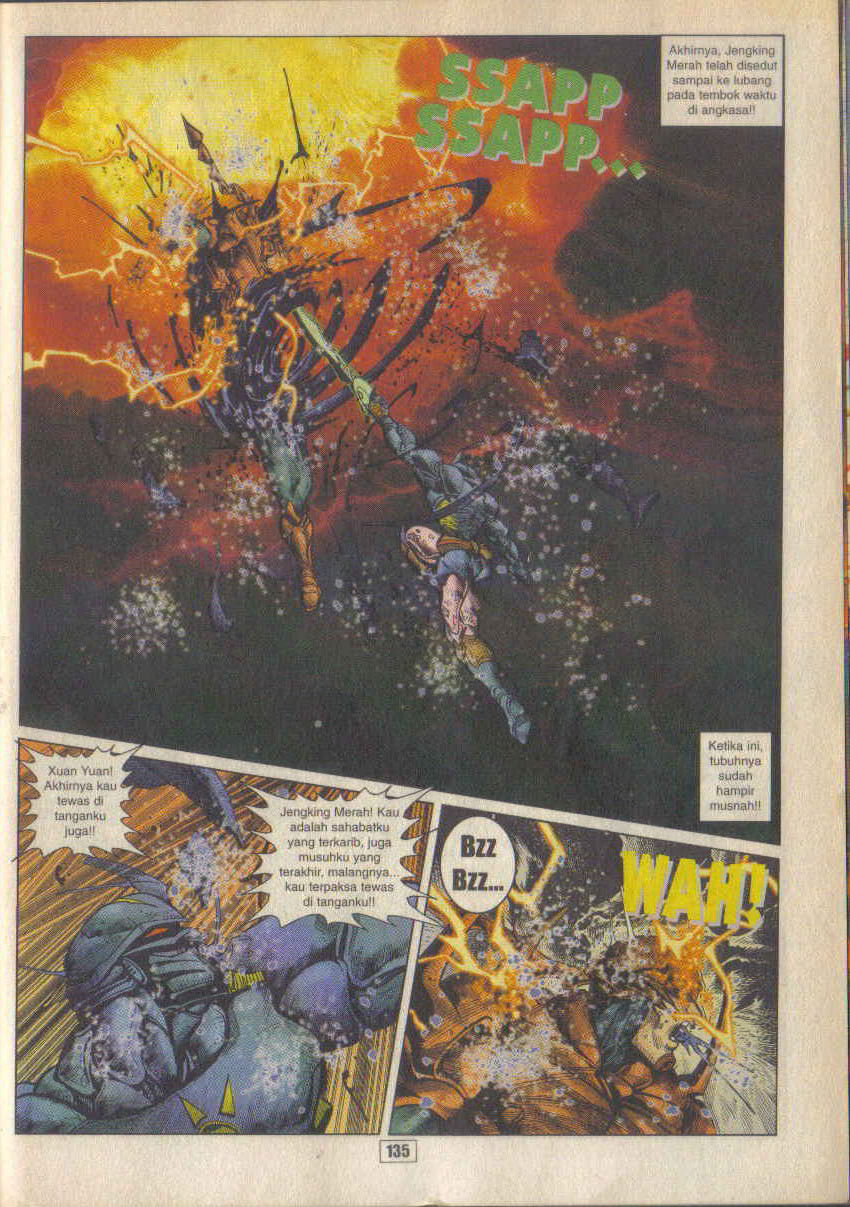 Akhirnya, Jengking
Merah telah disedut
sampai ke lubang
pada tembok waktu
di angkasa!!
SSAPP
SSAPP...
Ketika ini,
tubuhnya
sudah
hampir
musnah!!
Xuan Yuan!
Akhirnya kau
tewas di
tanganku
juga!!
Jengking Merah! Kau
adalah sahabatku
yang terkarib, juga
musuhku yang
terakhir, malangnya...
kau terpaksa tewas
di tanganku!!
Bzz
Bzz...
WAH!
135